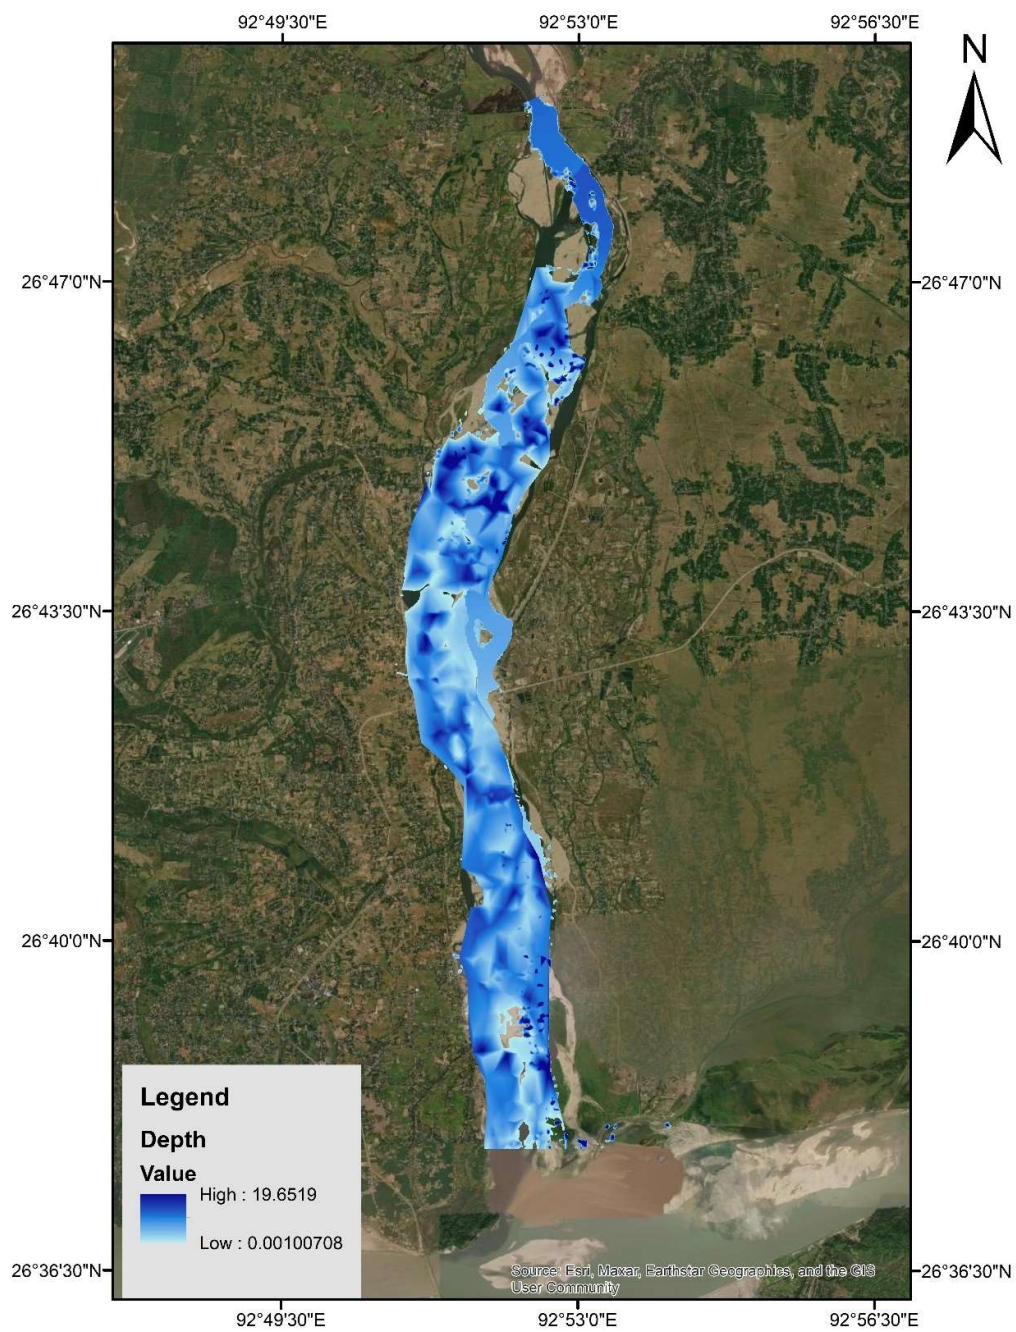 92°49'30"E
92°53'0"E
92°56'30"E
N
26°47'0"N
26°47'0"N
26°43'30"N
26°43'30"N
26°40'0"N
26°40'0"N
Legend
Depth
Value
High : 19.6519
Low : 0.00100708
Source: Esri, Maxar, Earthstar Geographics, and the GIS
User Community
26°36'30"N
26°36'30"N
92°49'30"E
92°53'0"E
92°56'30"E